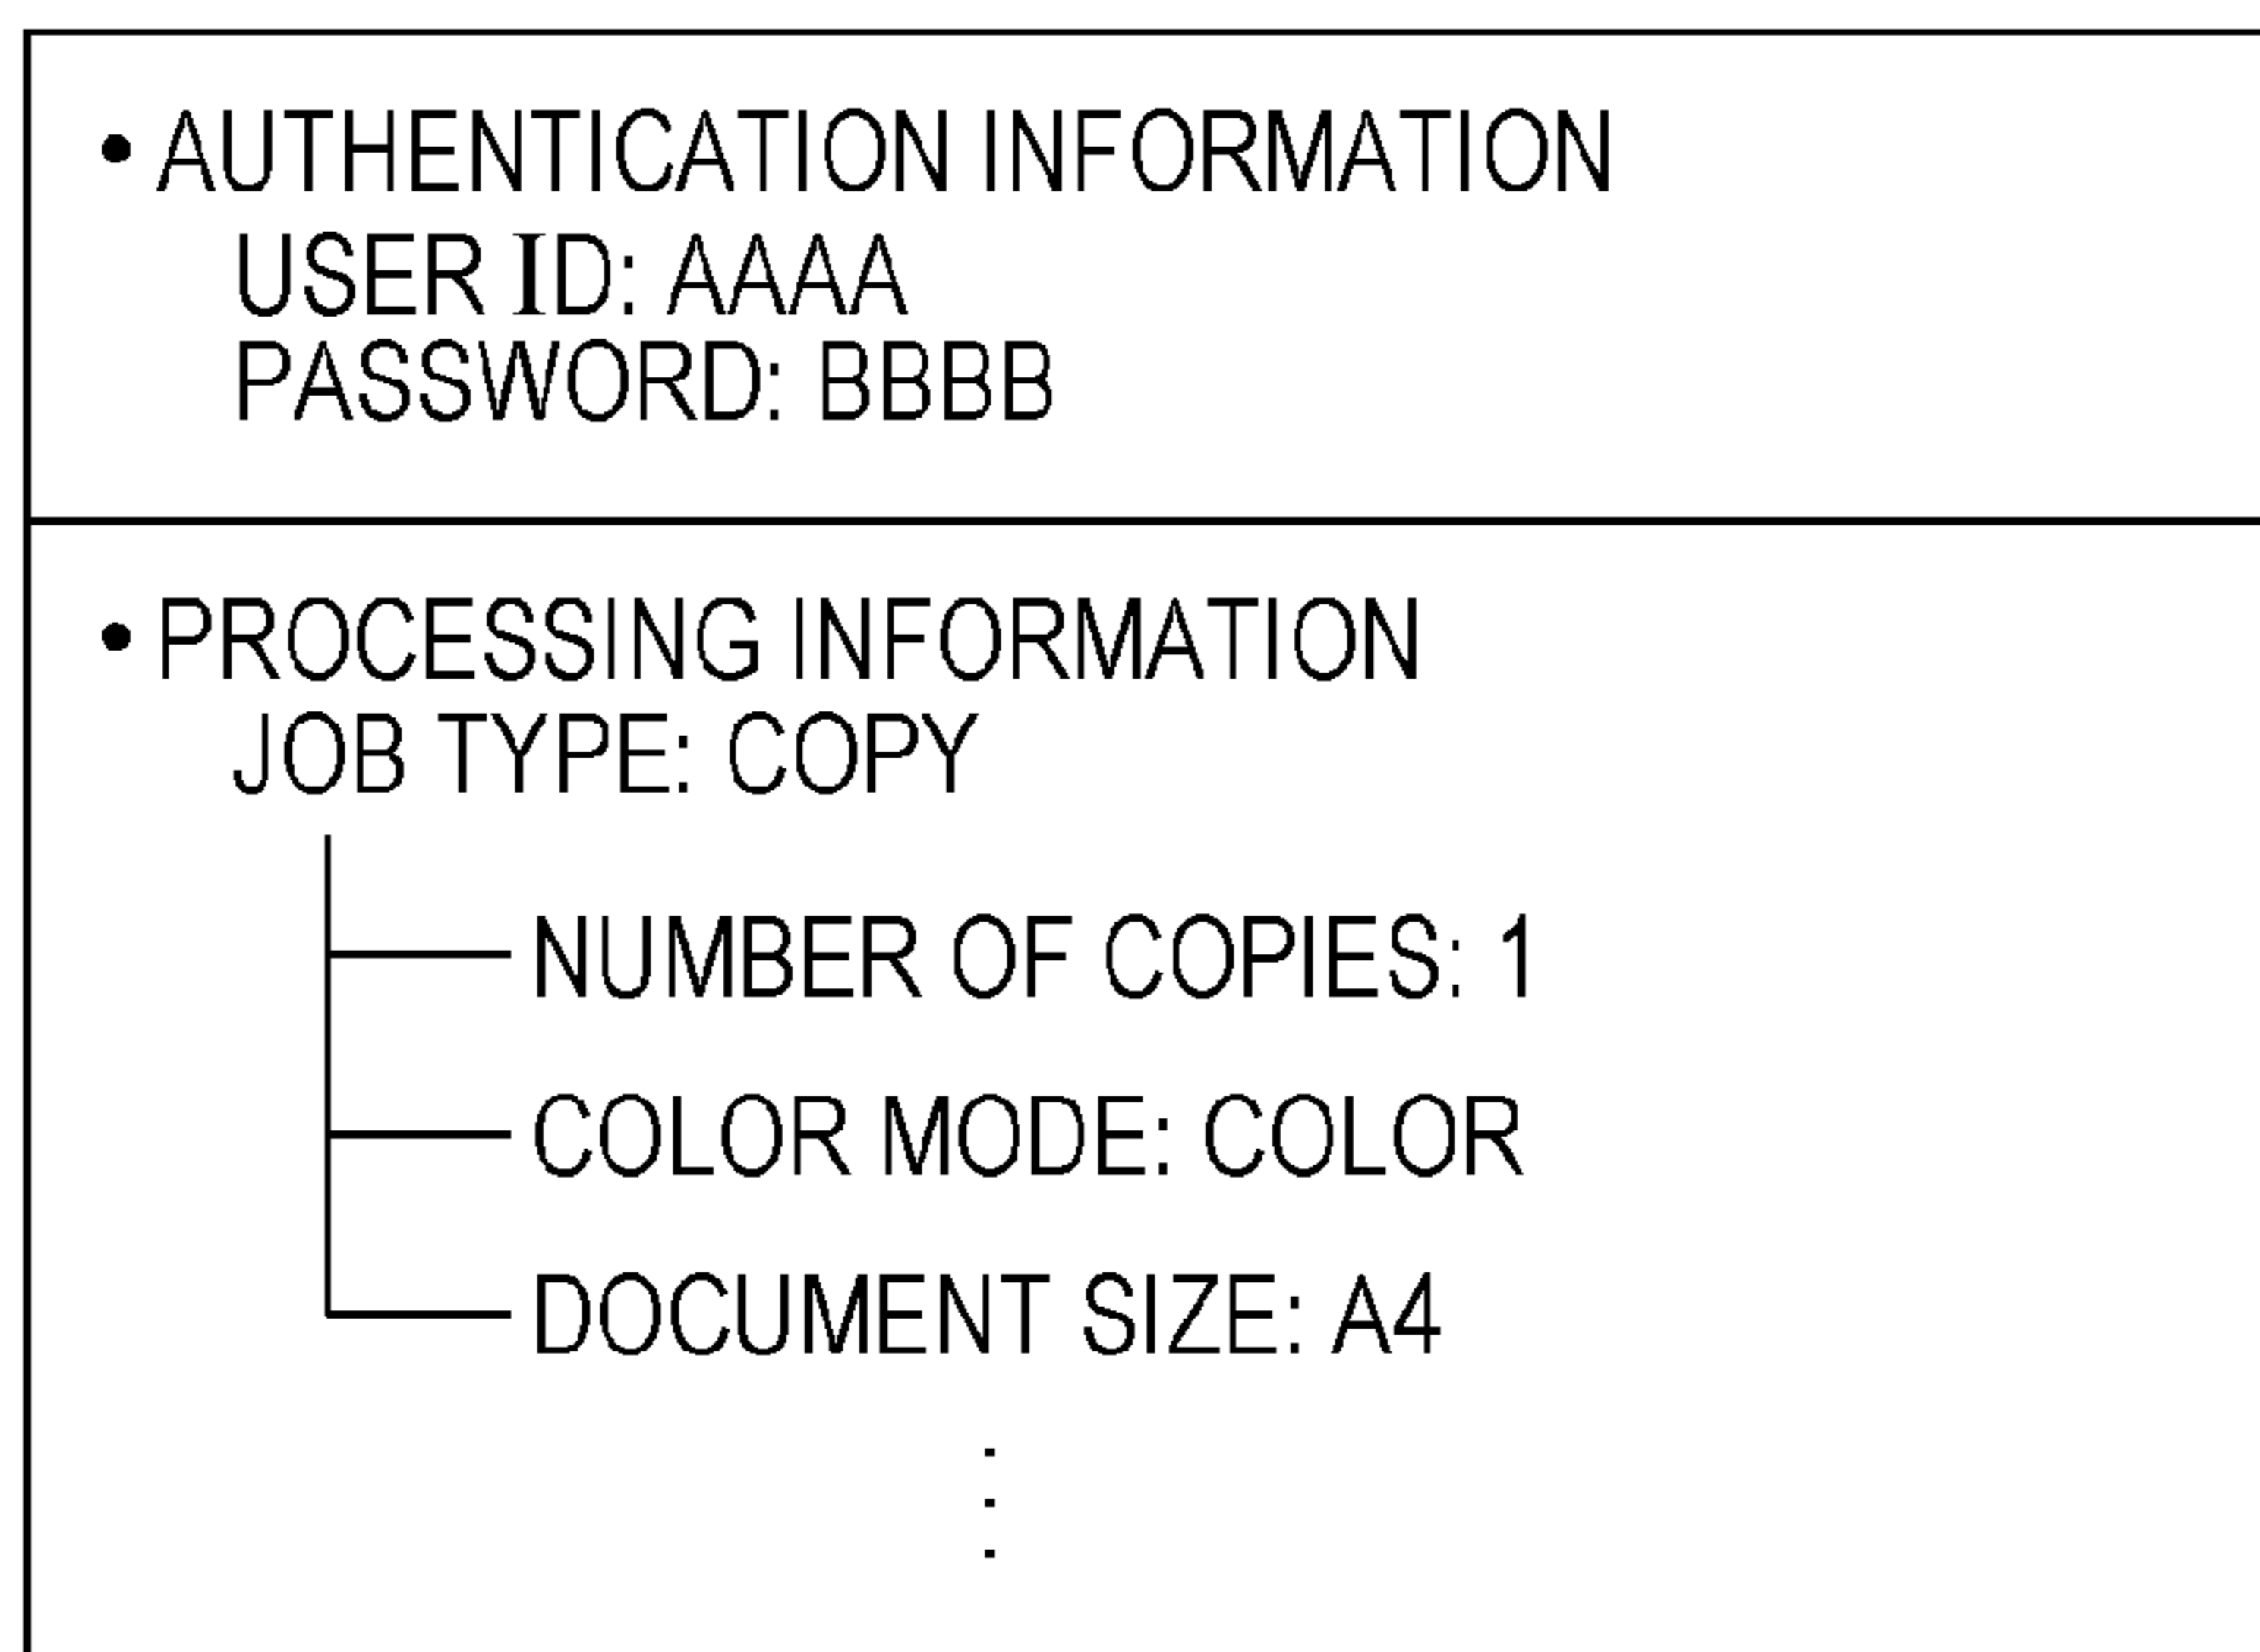 • AUTHENTICATION INFORMATION
USER ID: AAAA
PASSWORD: BBBB
• PROCESSING INFORMATION
JOB TYPE: COPY
NUMBER OF COPIES: 1
COLOR MODE: COLOR
DOCUMENT SIZE: A4